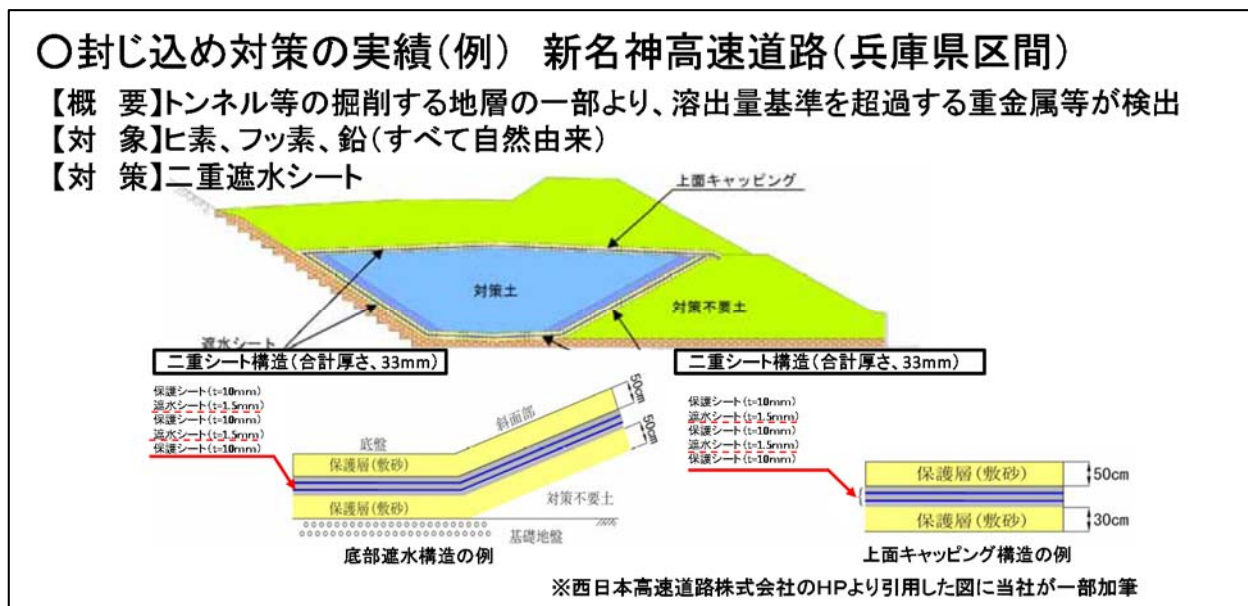 〇封じ込め対策の実績(例) 新名神高速道路(兵庫県区間)
【概 要】トンネル等の掘削する地層の一部より、溶出量基準を超過する重金属等が検出
【対 象】ヒ素、フッ素、鉛(すべて自然由来)
【対 策】二重遮水シート
上面キャッピング
対策土
対策不要土
遮水シート
二重シート構造(合計厚さ、33mm)
二重シート構造(合計厚さ、33mm)
保護シート(t=10mm)
遮水シート(t=1.5mm)
保護シート(t=10mm)
遮水シート(t=1.5mm)
保護シート(t=10mm)
底盤
斜面部
50cm
50cm
保護層(敷砂)
保護層(敷砂)
対策不要土
基礎地盤
底部遮水構造の例
保護シート(t=10mm)
遮水シート(t=1.5mm)
保護シート(t=10mm)
遮水シート(t=1.5mm)
保護シート(t=10mm)
保護層(敷砂)
50cm
保護層(敷砂)
30cm
上面キャッピング構造の例
※西日本高速道路株式会社のHPより引用した図に当社が一部加筆